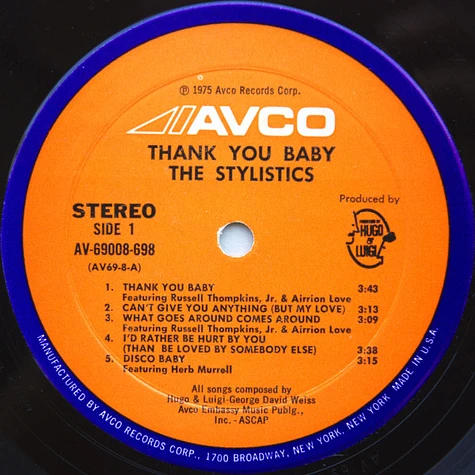 ℗ 1975 Avco Records Corp.
AVCO
THANK YOU BABY
THE STYLISTICS
Produced by
PRODUCTION BY
HUGO
&
LUIGI
STEREO
SIDE 1
AV-69008-698
(AV69-8-A)
1. THANK YOU BABY 3:43
Featuring Russell Thompkins, Jr. & Airrion Love
2. CAN'T GIVE YOU ANYTHING (BUT MY LOVE) 3:13
3. WHAT GOES AROUND COMES AROUND 3:09
Featuring Russell Thompkins, Jr. & Airrion Love
4. I'D RATHER BE HURT BY YOU
(THAN BE LOVED BY SOMEBODY ELSE) 3:38
5. DISCO BABY 3:15
Featuring Herb Murrell
All songs composed by
Hugo & Luigi-George David Weiss
Avco Embassy Music Publg.,
Inc. - ASCAP
MANUFACTURED BY AVCO RECORDS CORP., 1700 BROADWAY, NEW YORK, NEW YORK MADE IN U.S.A.